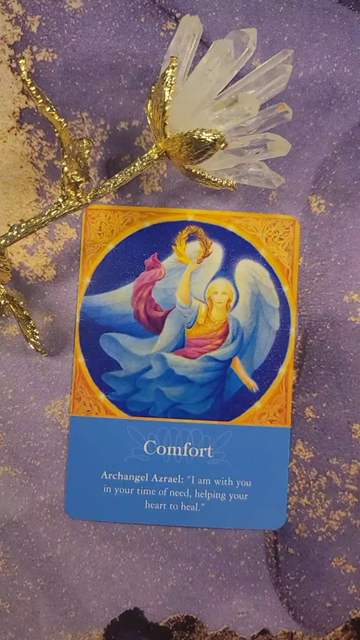 Comfort
Archangel Azrael: "I am with you
in your time of need, helping your
heart to heal."